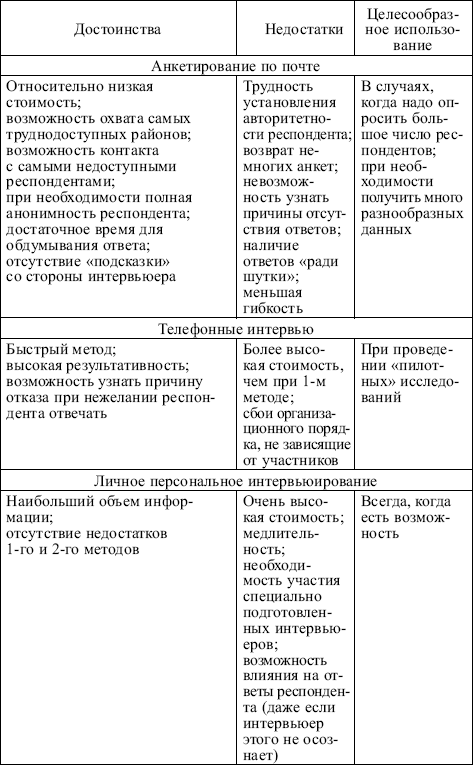 Достоинства
Недостатки
Целесообраз-
ное использо-
вание
Анкетирование по почте
Относительно низкая
стоимость;
возможность охвата самых
труднодоступных районов;
возможность контакта
с самыми недоступными
респондентами;
при необходимости полная
анонимность респондента;
достаточное время для
обдумывания ответа;
отсутствие «подсказки»
со стороны интервьюера
Трудность
установления
авторитетно-
сти респондента;
возврат не-
многих анкет;
невозмож-
ность узнать
причины отсут-
ствия ответов;
наличие
ответов «ради
шутки»;
меньшая
гибкость
В случаях,
когда надо оп-
росить боль-
шое число рес-
пондентов;
при необ-
ходимости
получить много
разнообразных
данных
Телефонные интервью
Быстрый метод;
высокая результативность;
возможность узнать причину
отказа при нежелании респон-
дента отвечать
Более высо-
кая стоимость,
чем при 1-м
методе;
сбои организа-
ционного поряд-
ка, не зависящие
от участников
При проведе-
нии «пилот-
ных» исследо-
ваний
Личное персональное интервьюирование
Наибольший объем инфор-
мации;
отсутствие недостатков
1-го и 2-го методов
Очень высо-
кая стоимость;
медлитель-
ность;
необходи-
мость участия
специально
подготовлен-
ных интервью-
еров;
возможность
влияния на от-
веты респонден-
та (даже если
интервьюер
этого не осоз-
нает)
Всегда, когда
есть возмож-
ность